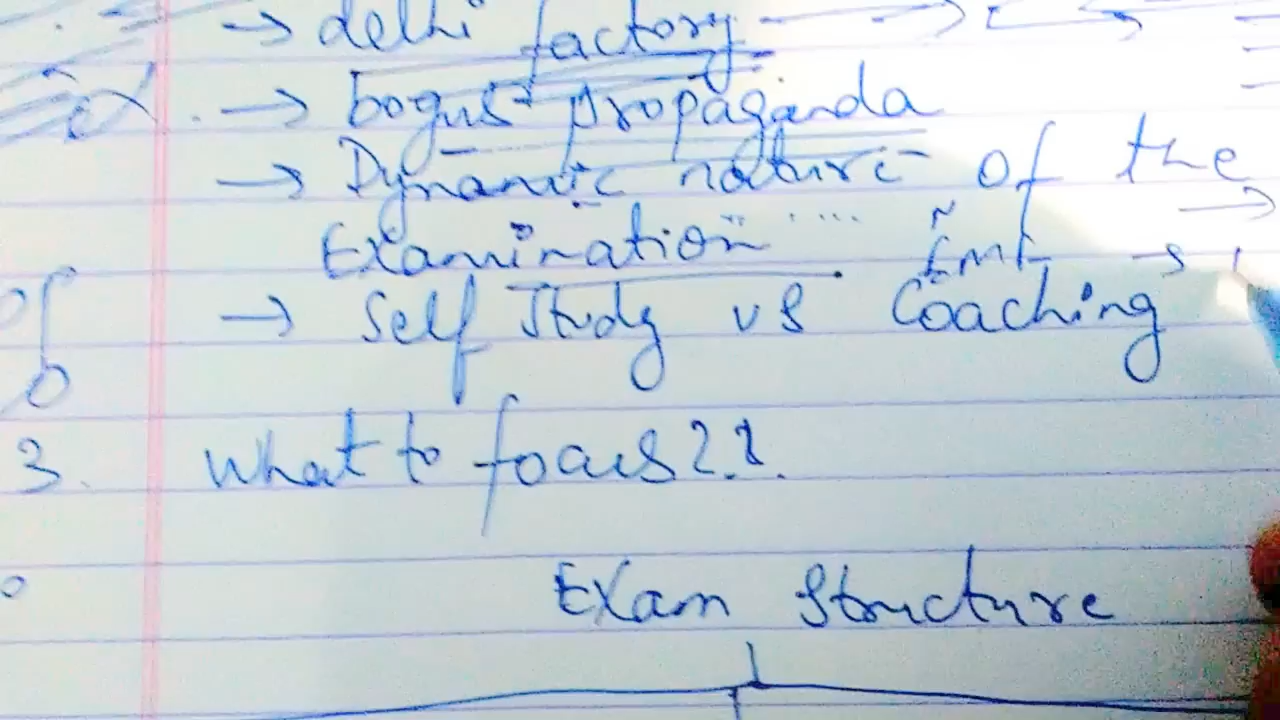 → delhi factory → →
→ bogus propaganda
→ Dynamic nature of the →
Examination ....
→ Self Study vs Coaching
3. What to focus??.
Exam Structure